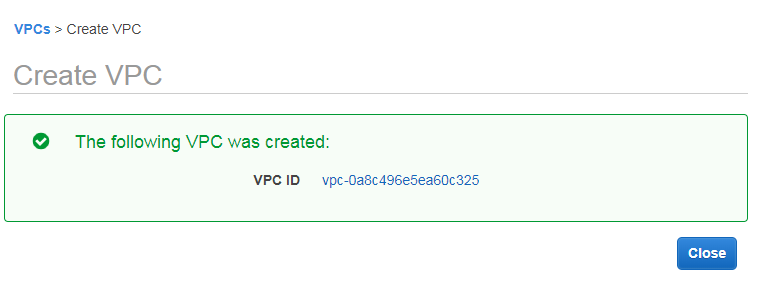 VPCs > Create VPC
Create VPC
The following VPC was created:
VPC ID vpc-0a8c496e5ea60c325
Close